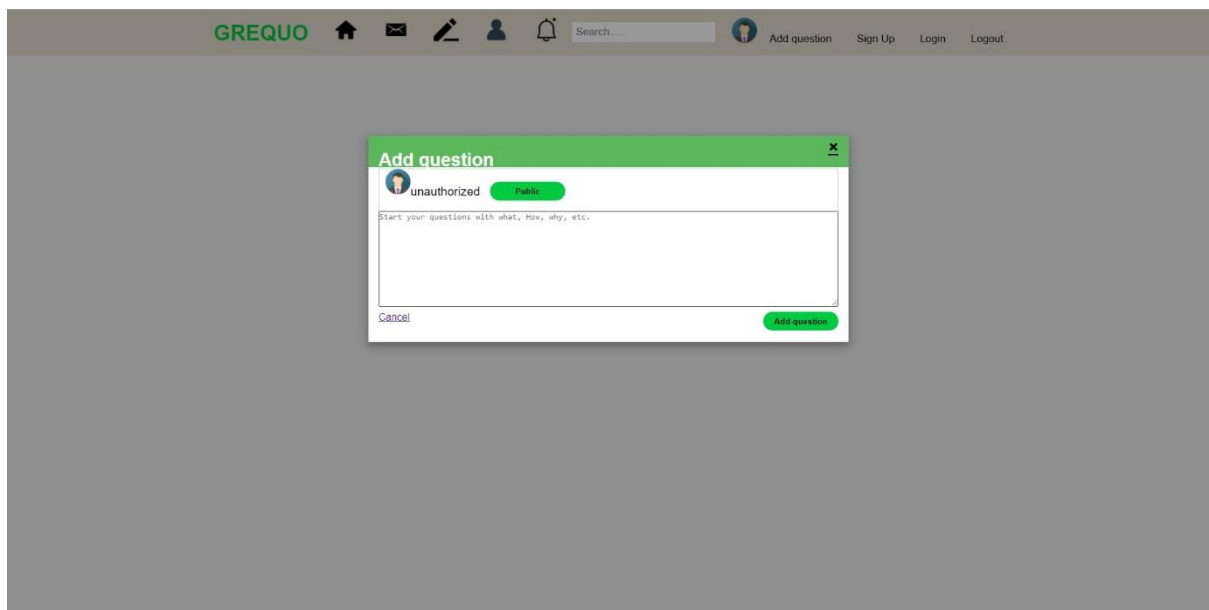 GREQUO Search.... Add question Sign Up Login Logout
Add question ×
unauthorized Public
Start your questions with what, How, why, etc.
Cancel Add question